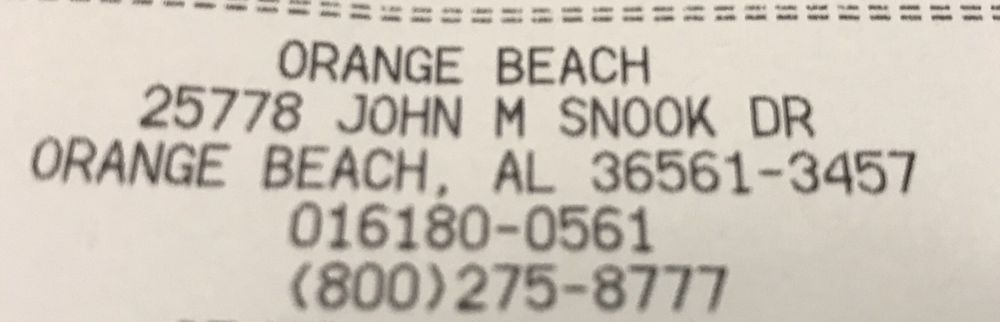 ORANGE BEACH
25778 JOHN M SNOOK DR
ORANGE BEACH, AL 36561-3457
016180-0561
(800)275-8777